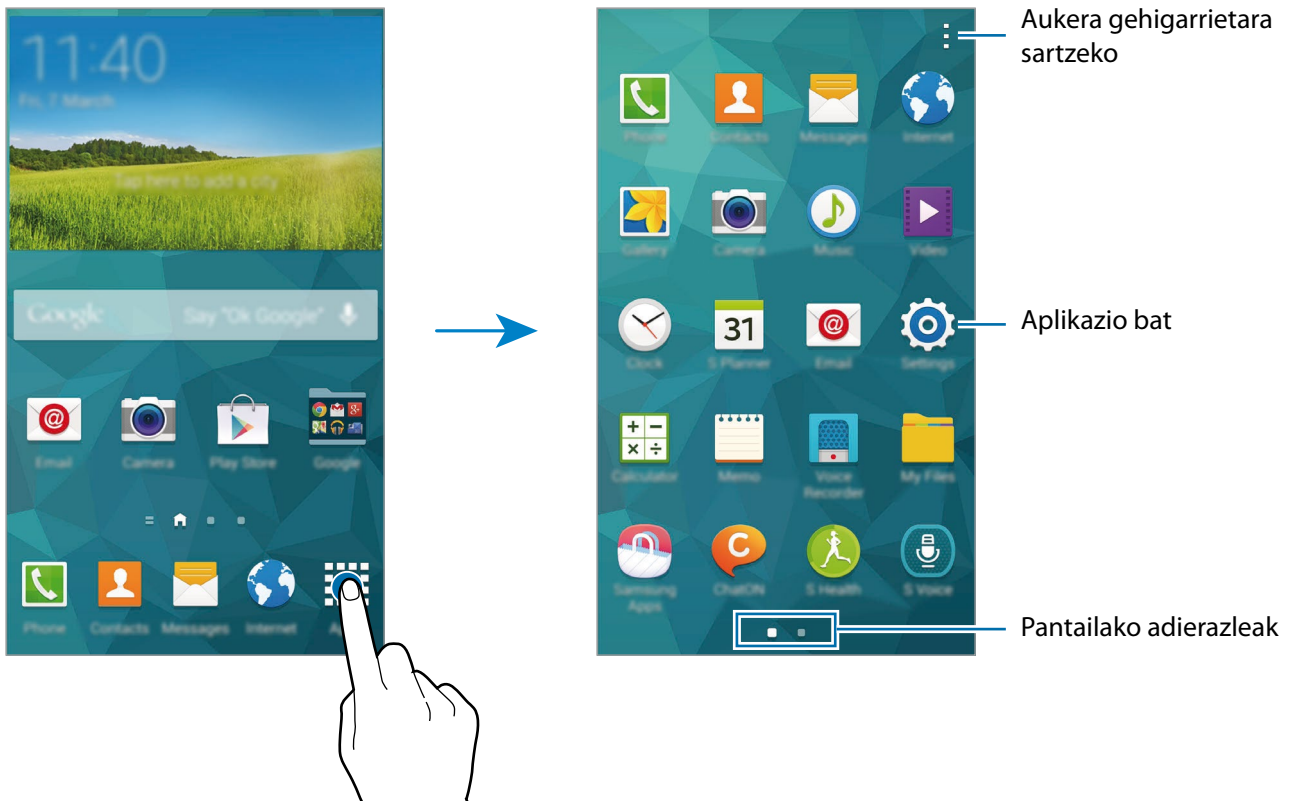 11:40
Fri, 7 March
Tap here to add a city
Google Say "Ok Google"
Email Camera Play Store Google
Phone Contacts Messages Internet
Aukera gehigarrietara
sartzeko
Phone Contacts Messages Internet
Gallery Camera Music Video
Aplikazio bat
31
Clock S Planner Email Settings
Calculator Memo Voice
Recorder My Files
Samsung
Apps ChatON S Health S Voice
Pantailako adierazleak